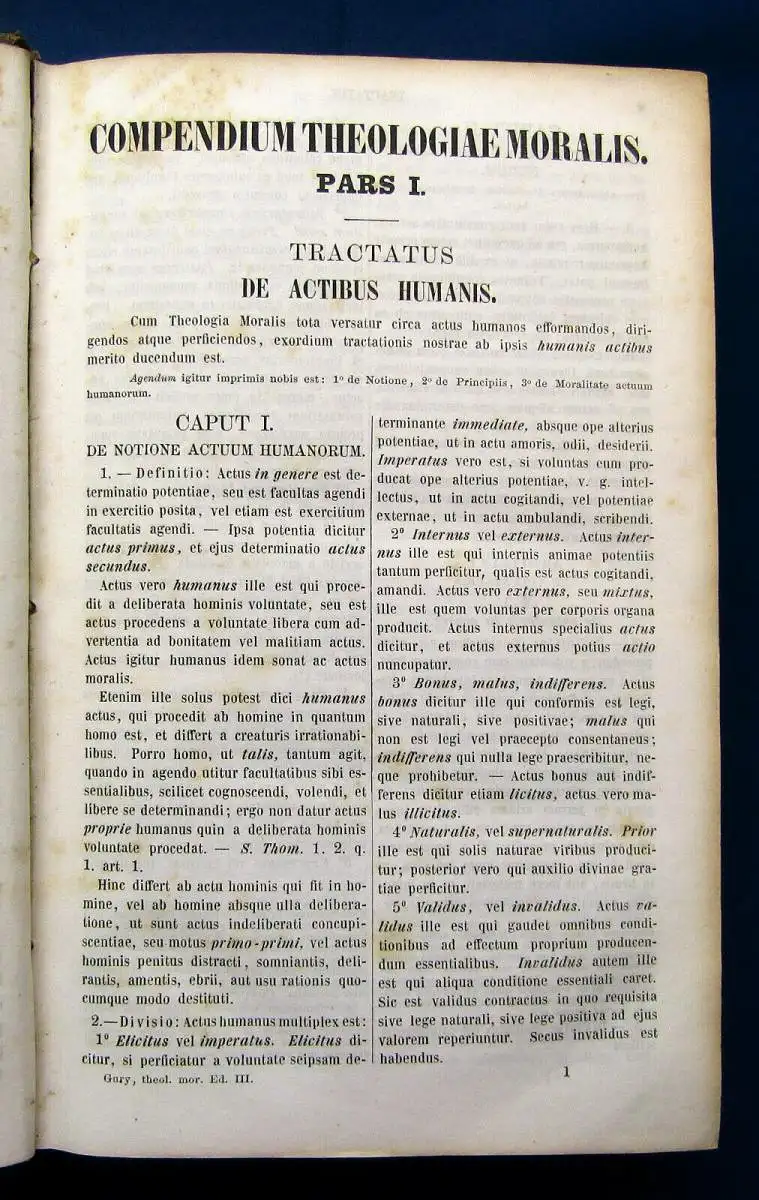 COMPENDIUM THEOLOGIAE MORALIS.
PARS I.
TRACTATUS
DE ACTIBUS HUMANIS.
Cum Theologia Moralis tota versatur circa actus humanos efformandos, diri-
gendos atque perficiendos, exordium tractationis nostrae ab ipsis humanis actibus
merito ducendum est.
Agendum igitur imprimis nobis est: 1º de Notione, 2º de Principiis, 3º de Moralitate actuum
humanorum.
CAPUT I.
DE NOTIONE ACTUUM HUMANORUM.
1. — Definitio: Actus in genere est de-
terminatio potentiae, seu est facultas agendi
in exercitio posita, vel etiam est exercitium
facultatis agendi. — Ipsa potentia dicitur
actus primus, et ejus determinatio actus
secundus.
Actus vero humanus ille est qui proce-
dit a deliberata hominis voluntate, seu est
actus procedens a voluntate libera cum ad-
vertentia ad bonitatem vel malitiam actus.
Actus igitur humanus idem sonat ac actus
moralis.
Etenim ille solus potest dici humanus
actus, qui procedit ab homine in quantum
homo est, et differt a creaturis irrationabi-
libus. Porro homo, ut talis, tantum agit,
quando in agendo utitur facultatibus sibi es-
sentialibus, scilicet cognoscendi, volendi, et
libere se determinandi; ergo non datur actus
proprie humanus quin a deliberata hominis
voluntate procedat. — S. Thom. 1. 2. q.
1. art. 1.
Hinc differt ab actu hominis qui fit in ho-
mine, vel ab homine absque ulla delibera-
tione, ut sunt actus indeliberati concupi-
scentiae, seu motus primo-primi, vel actus
hominis penitus distracti, somniantis, deli-
rantis, amentis, ebrii, aut usu rationis quo-
cumque modo destituti.
2.—Divisio: Actus humanus multiplex est:
1º Elicitus vel imperatus. Elicitus di-
citur, si perficiatur a voluntate seipsam de-
Gury, theol. mor. Ed. III.
terminante immediate, absque ope alterius
potentiae, ut in actu amoris, odii, desiderii.
Imperatus vero est, si voluntas eum pro-
ducat ope alterius potentiae, v. g. intel-
lectus, ut in actu cogitandi, vel potentiae
externae, ut in actu ambulandi, scribendi.
2º Internus vel externus. Actus inter-
nus ille est qui internis animae potentiis
tantum perficitur, qualis est actus cogitandi,
amandi. Actus vero externus, seu mixtus,
ille est quem voluntas per corporis organa
producit. Actus internus specialius actus
dicitur, et actus externus potius actio
nuncupatur.
3º Bonus, malus, indifferens. Actus
bonus dicitur ille qui conformis est legi,
sive naturali, sive positivae; malus qui
non est legi vel praecepto consentaneus;
indifferens qui nulla lege praescribitur, ne-
que prohibetur. — Actus bonus aut indif-
ferens dicitur etiam licitus, actus vero ma-
lus illicitus.
4º Naturalis, vel supernaturalis. Prior
ille est qui solis naturae viribus produci-
tur; posterior vero qui auxilio divinae gra-
tiae perficitur.
5º Validus, vel invalidus. Actus va-
lidus ille est qui gaudet omnibus condi-
tionibus ad effectum proprium producen-
dum essentialibus. Invalidus autem ille
est qui aliqua conditione essentiali caret.
Sic est validus contractus in quo requisita
sive lege naturali, sive lege positiva ad ejus
valorem reperiuntur. Secus invalidus est
habendus.
1